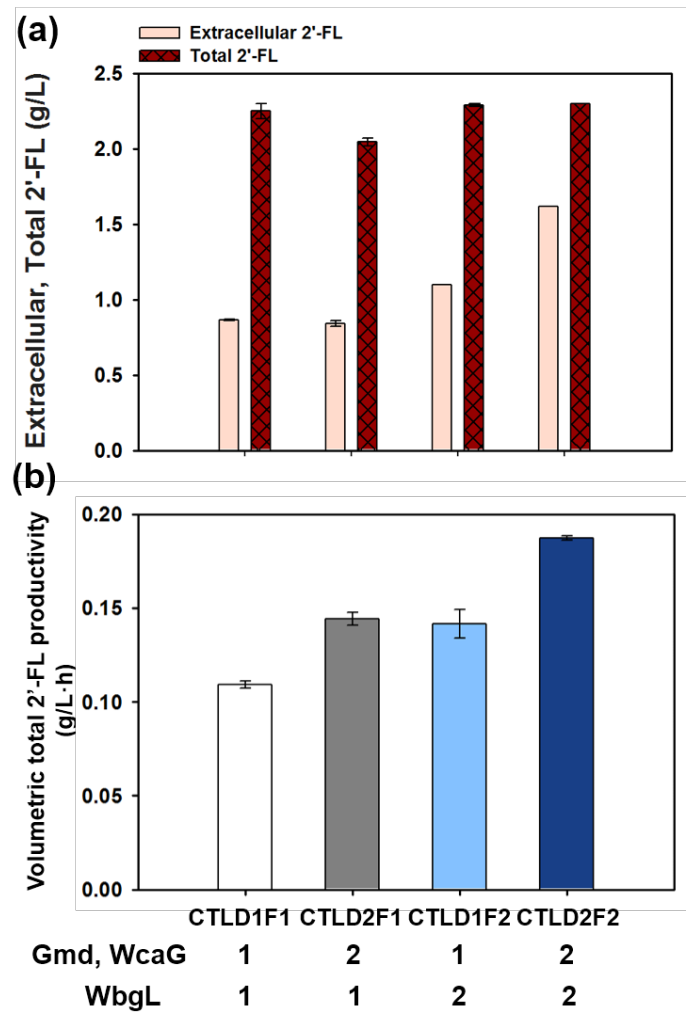 (a)
Extracellular 2'-FL
Total 2'-FL
Extracellular, Total 2'-FL (g/L)
2.5
2.0
1.5
1.0
0.5
0.0
(b)
Volumetric total 2’-FL productivity
(g/L·h)
0.20
0.15
0.10
0.05
0.00
CTLD1F1 CTLD2F1 CTLD1F2 CTLD2F2
Gmd, WcaG 1 2 1 2
WbgL 1 1 2 2